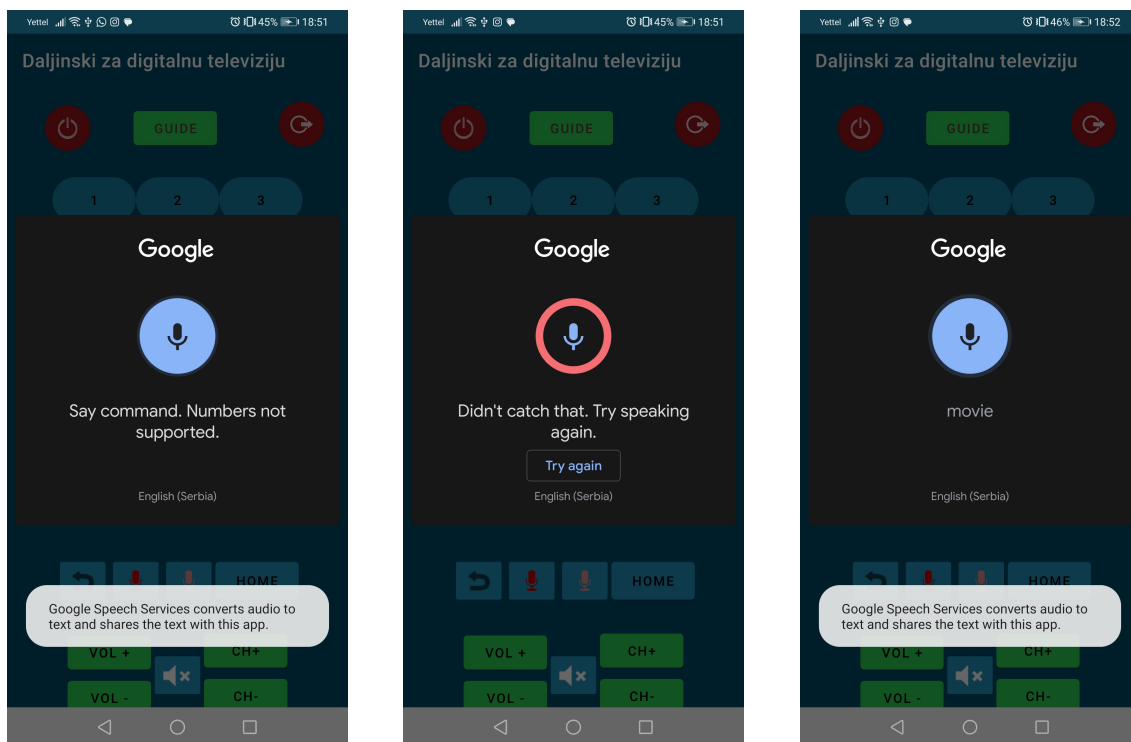 Yettel 45% 18:51
Daljinski za digitalnu televiziju
GUIDE
1 2 3
Google
Say command. Numbers not
supported.
English (Serbia)
HOME
Google Speech Services converts audio to
text and shares the text with this app.
VOL + CH+
VOL - CH-
Yettel 45% 18:51
Daljinski za digitalnu televiziju
GUIDE
1 2 3
Google
Didn't catch that. Try speaking
again.
Try again
English (Serbia)
HOME
VOL + CH+
VOL - CH-
Yettel 46% 18:52
Daljinski za digitalnu televiziju
GUIDE
1 2 3
Google
movie
English (Serbia)
HOME
Google Speech Services converts audio to
text and shares the text with this app.
VOL + CH+
VOL - CH-